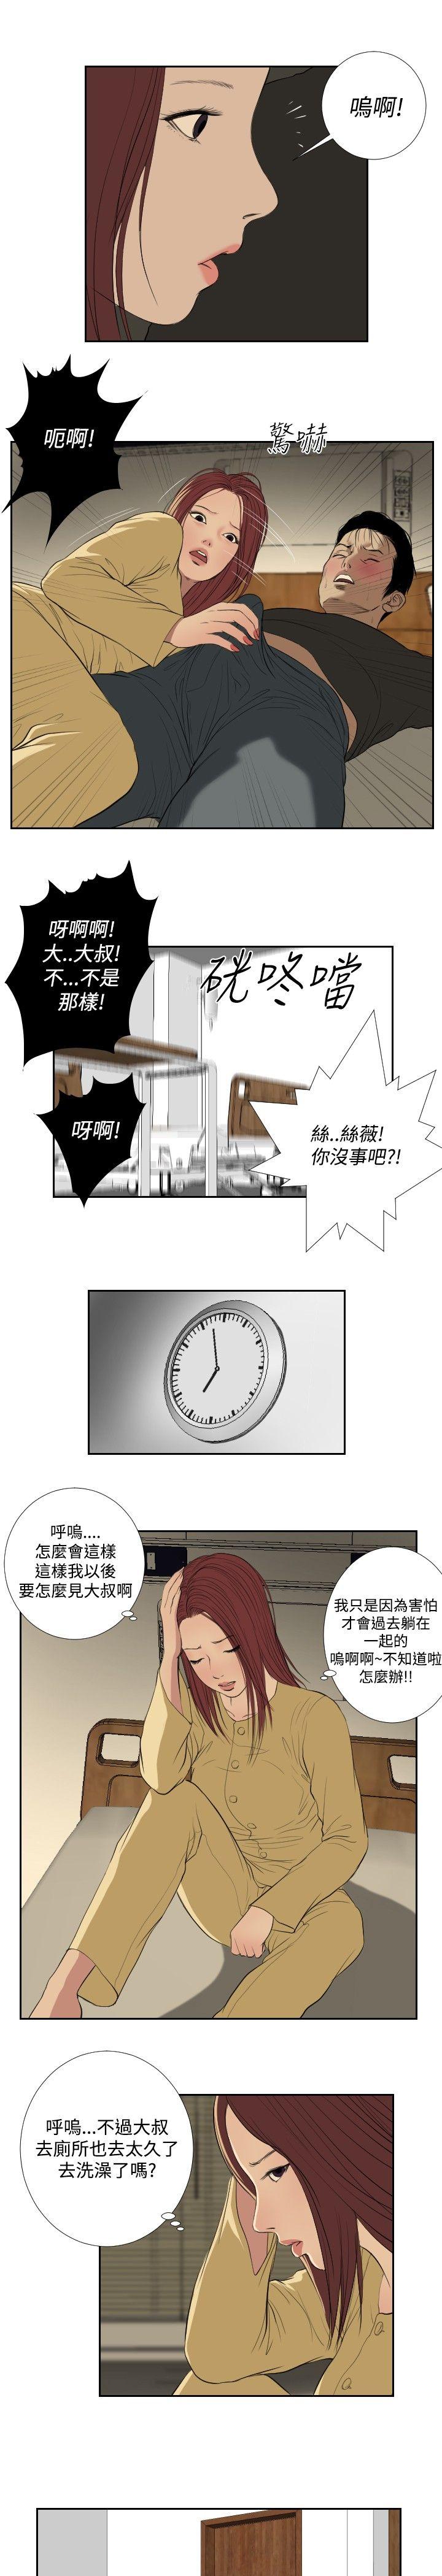 嗚啊!
呃啊!
驚嚇
呀啊啊!
大..大叔!
不...不是
那樣!
硄咚噹
呀啊!
絲..絲薇!
你沒事吧?!
呼嗚....
怎麼會這樣
這樣我以後
要怎麼見大叔啊
我只是因為害怕
才會過去躺在
一起的
嗚啊啊~不知道啦
怎麼辦!!
呼嗚...不過大叔
去廁所也去太久了
去洗澡了嗎?